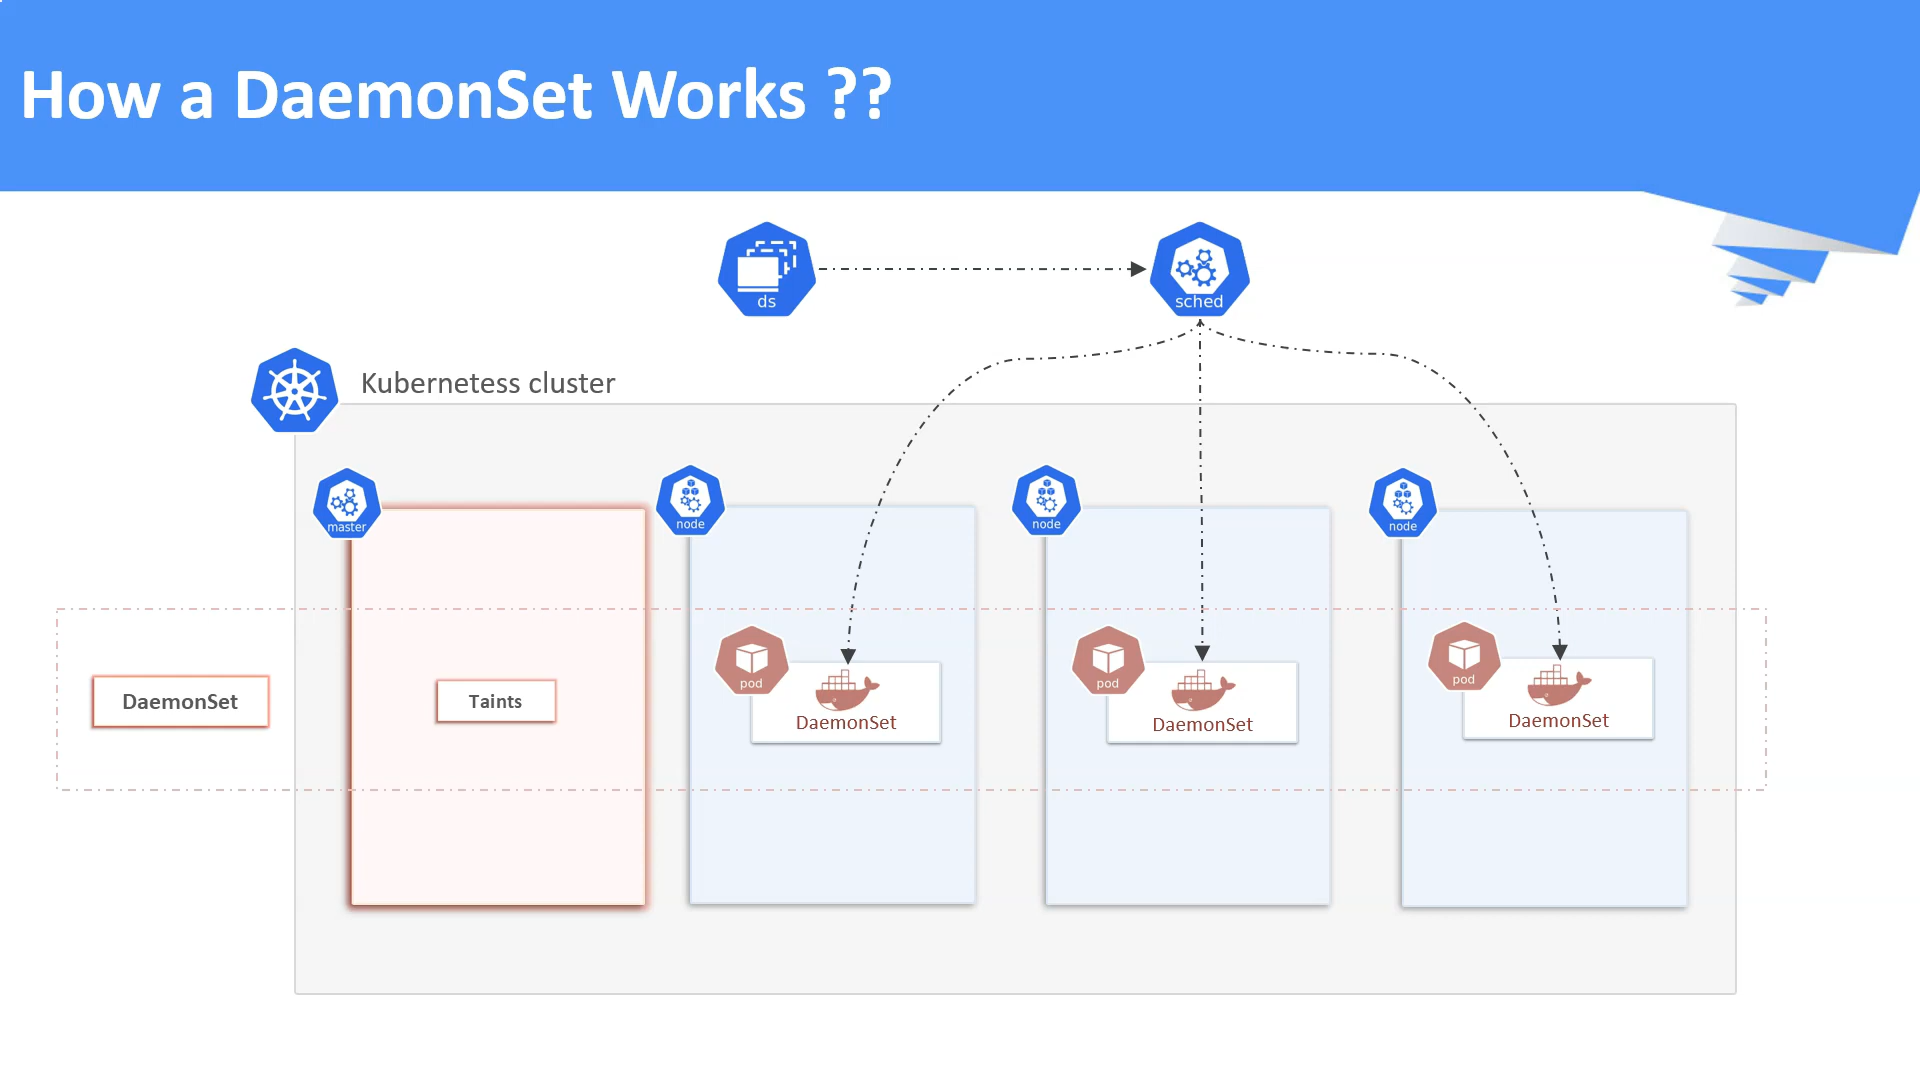 How a DaemonSet Works ??
ds
sched
Kubernetess cluster
master
node
node
node
DaemonSet
Taints
pod
DaemonSet
pod
DaemonSet
pod
DaemonSet